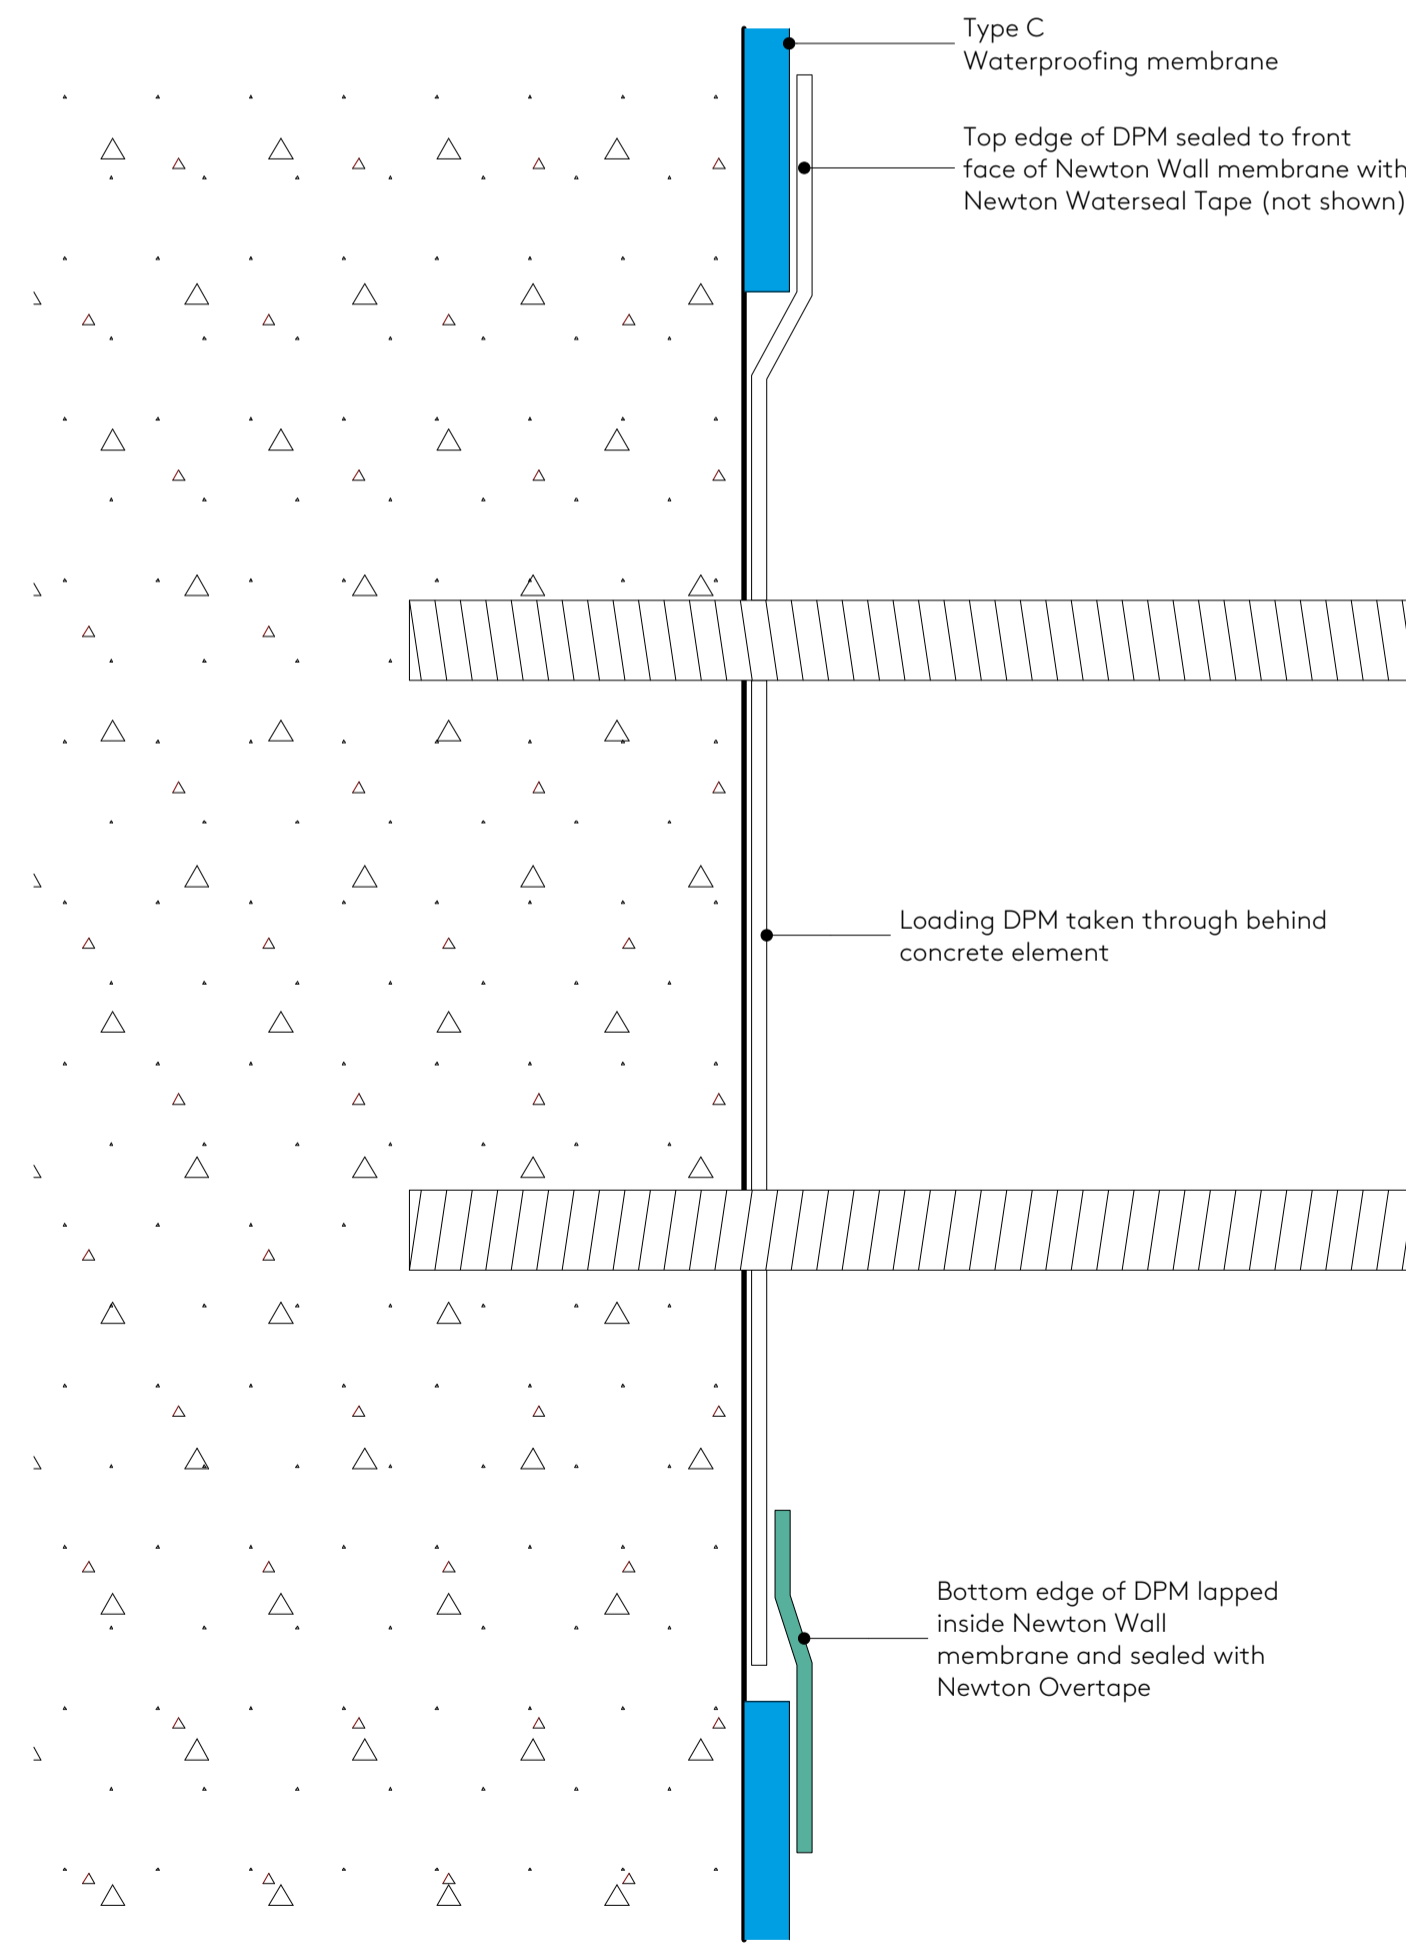 Type C
Waterproofing membrane
Top edge of DPM sealed to front
face of Newton Wall membrane with
Newton Waterseal Tape (not shown)
Loading DPM taken through behind
concrete element
Bottom edge of DPM lapped
inside Newton Wall
membrane and sealed with
Newton Overtape